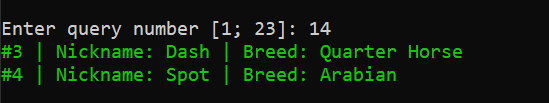 Enter query number [1; 23]: 14
#3 | Nickname: Dash | Breed: Quarter Horse
#4 | Nickname: Spot | Breed: Arabian